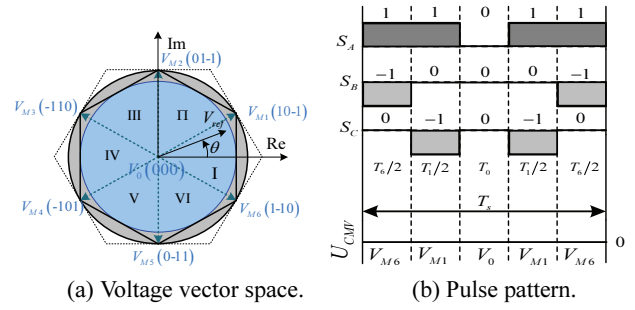 Im
V_M2 (01-1)
V_M3 (-110)
III
II
V_ref
V_M1 (10-1)
θ
Re
IV
V_0 (000)
I
V
VI
V_M4 (-101)
V_M6 (1-10)
V_M5 (0-11)
(a) Voltage vector space.
1 1 0 1 1
S_A
-1 0 0 0 -1
S_B
0 -1 0 -1 0
S_C
T_6/2 T_1/2 T_0 T_1/2 T_6/2
T_s
U_CMV
0
V_M6 V_M1 V_0 V_M1 V_M6
(b) Pulse pattern.